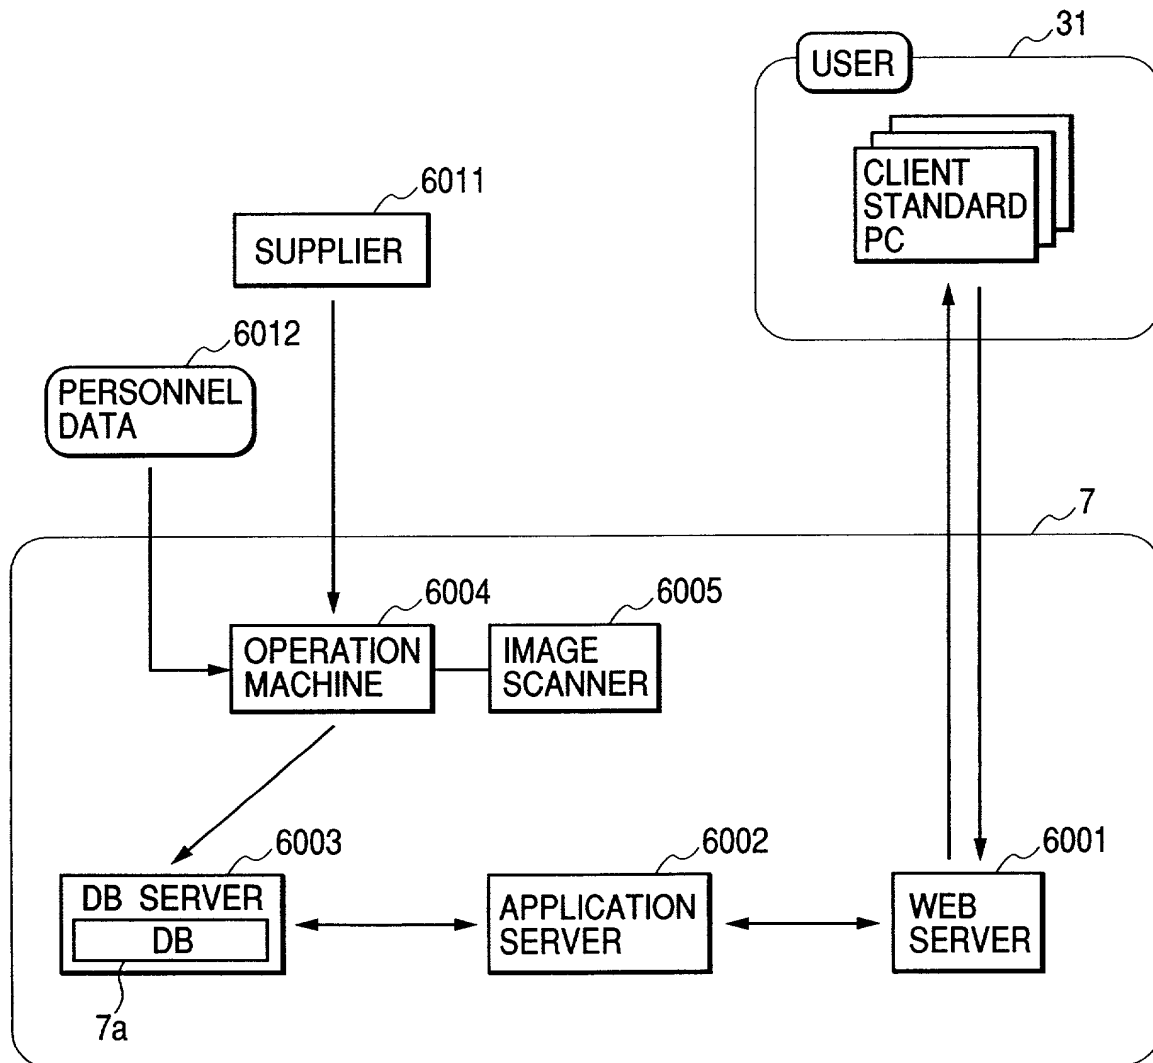 31
USER
CLIENT
STANDARD
PC
6011
SUPPLIER
6012
PERSONNEL
DATA
7
6004
OPERATION
MACHINE
6005
IMAGE
SCANNER
6003
DB SERVER
DB
7a
6002
APPLICATION
SERVER
6001
WEB
SERVER